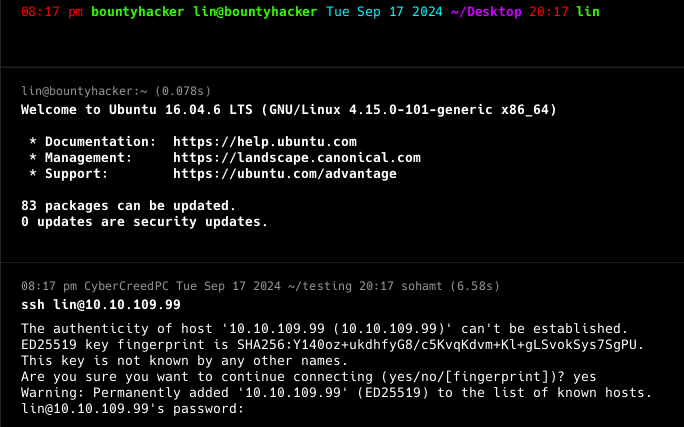 08:17 pm bountyhacker lin@bountyhacker Tue Sep 17 2024 ~/Desktop 20:17 lin
lin@bountyhacker:~ (0.078s)
Welcome to Ubuntu 16.04.6 LTS (GNU/Linux 4.15.0-101-generic x86_64)
* Documentation:  https://help.ubuntu.com
* Management:     https://landscape.canonical.com
* Support:        https://ubuntu.com/advantage
83 packages can be updated.
0 updates are security updates.
08:17 pm CyberCreedPC Tue Sep 17 2024 ~/testing 20:17 sohamt (6.58s)
ssh lin@10.10.109.99
The authenticity of host '10.10.109.99 (10.10.109.99)' can't be established.
ED25519 key fingerprint is SHA256:Y140oz+ukdhfyG8/c5KvqKdvm+Kl+gLSvokSys7SgPU.
This key is not known by any other names.
Are you sure you want to continue connecting (yes/no/[fingerprint])? yes
Warning: Permanently added '10.10.109.99' (ED25519) to the list of known hosts.
lin@10.10.109.99's password: